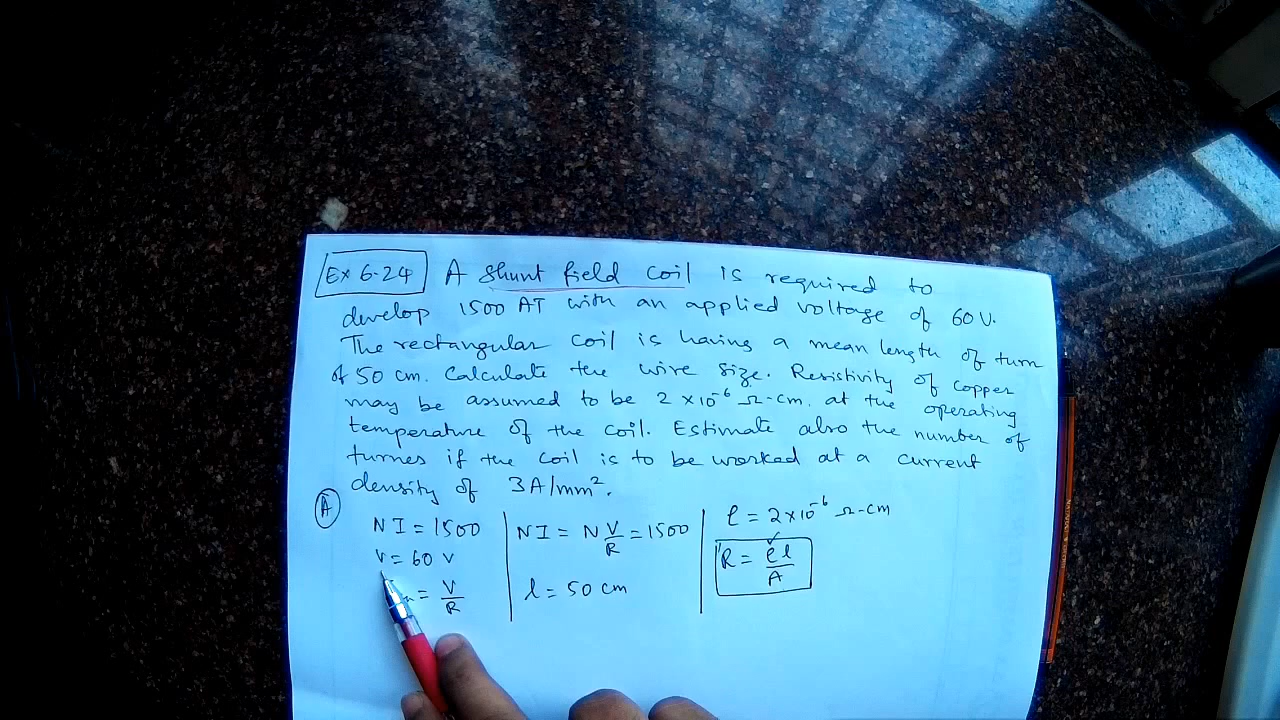 Ex 6.24 A shunt field coil is required to
develop 1500 AT with an applied voltage of 60 V.
The rectangular coil is having a mean length of turn
of 50 cm. Calculate the wire size. Resistivity of copper
may be assumed to be 2 ×10⁻⁶ Ω-cm. at the operating
temperature of the coil. Estimate also the number of
turnes if the coil is to be worked at a current
density of 3A/mm².
A
NI = 1500
V = 60 V
= V/R
NI = N V/R = 1500
l = 50 cm
ρ = 2×10⁻⁶ Ω-cm
R = ρl/A